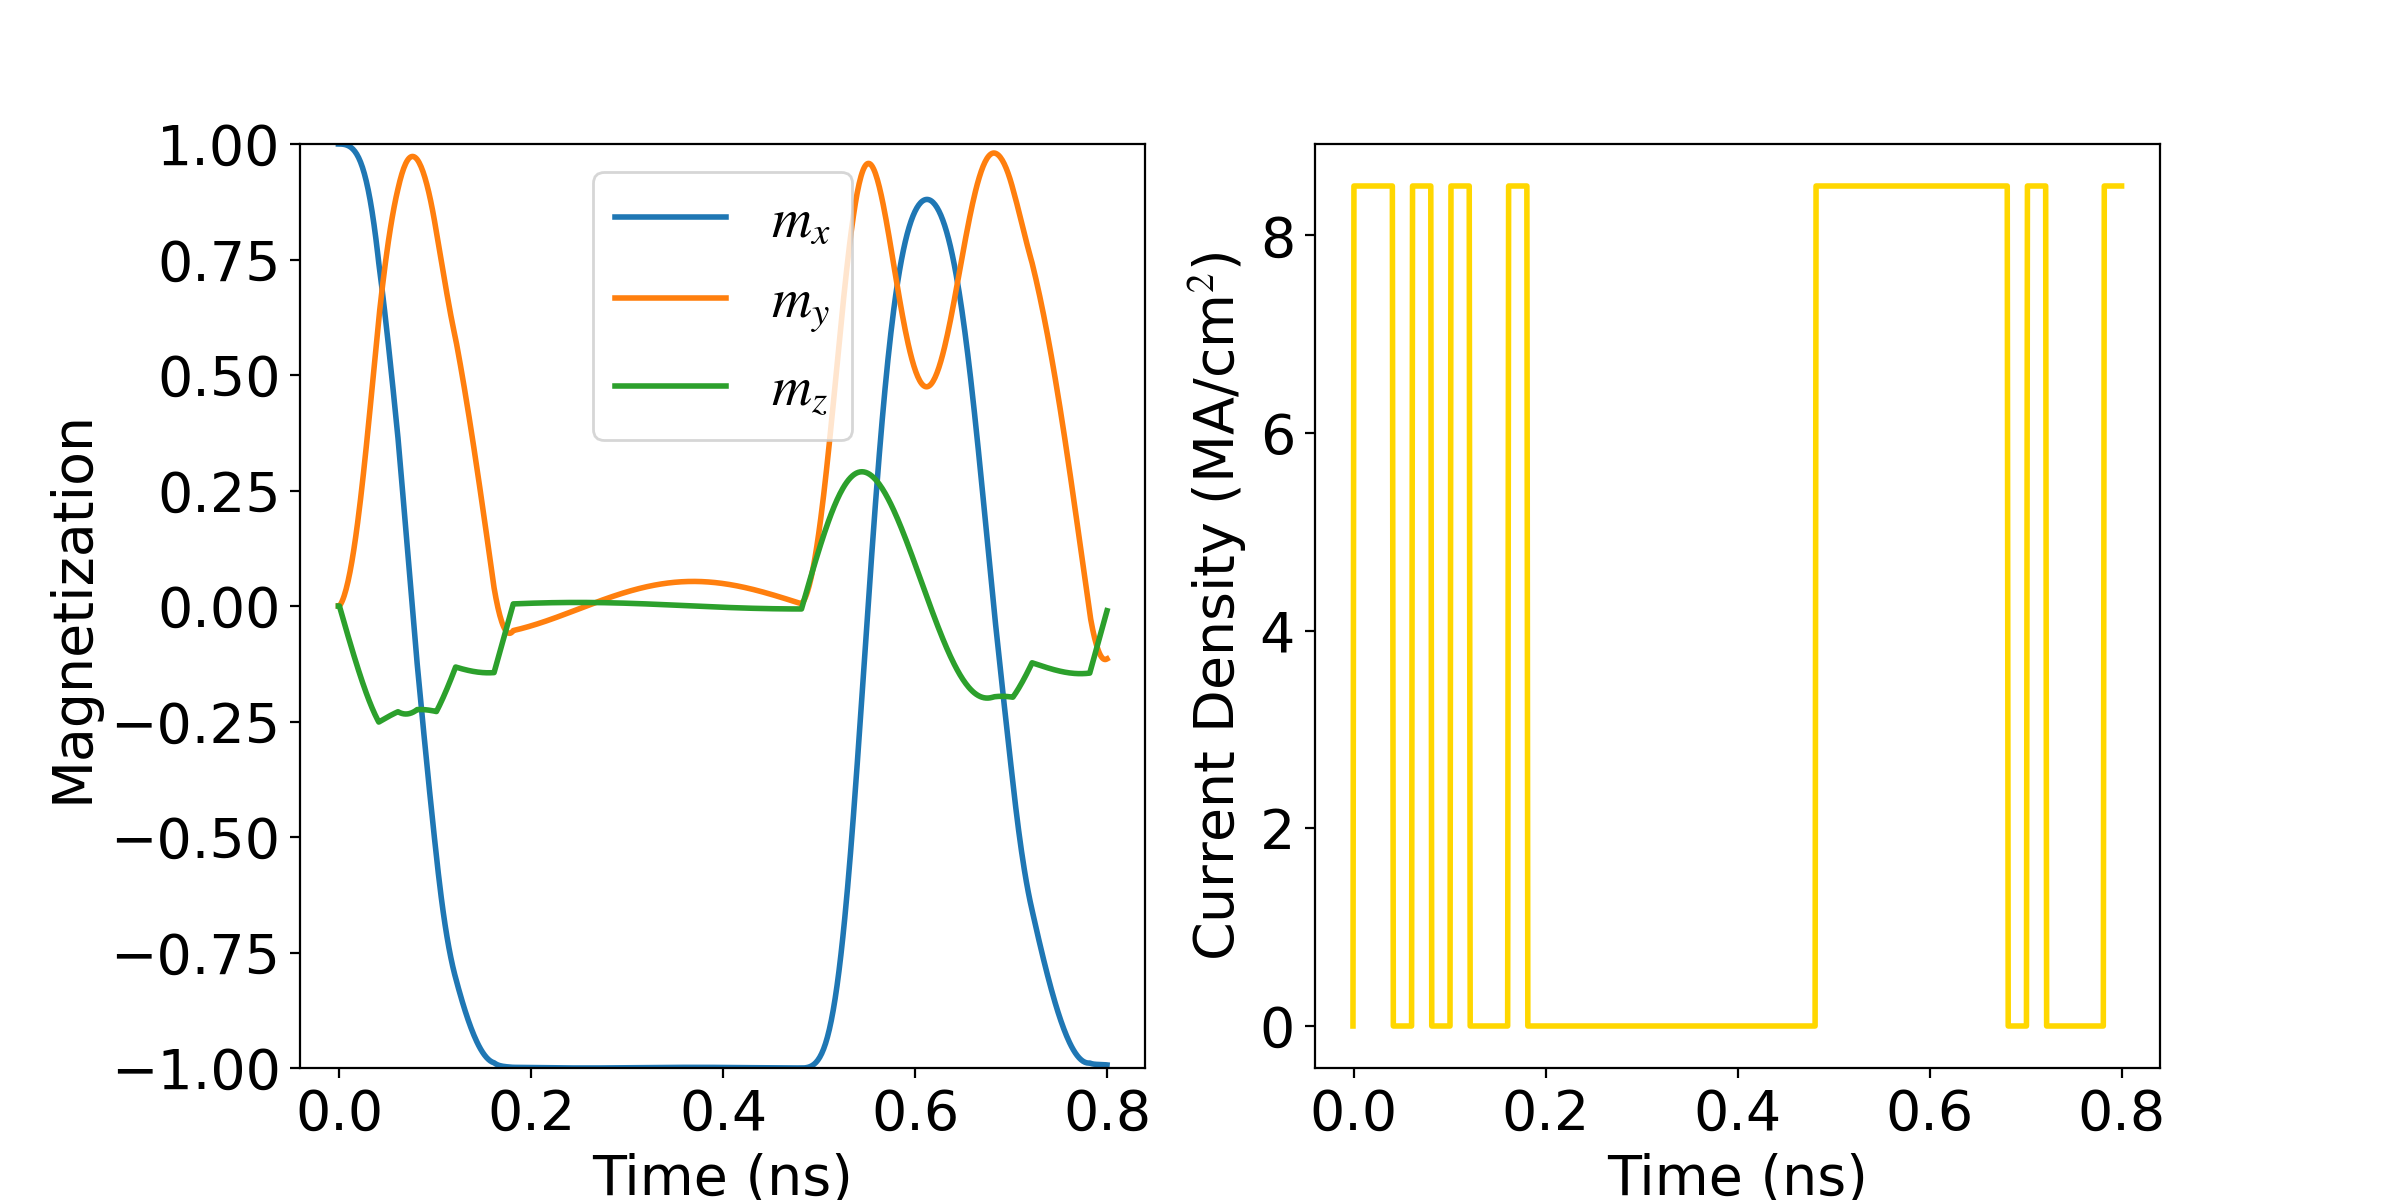 1.00
0.75
0.50
0.25
0.00
−0.25
−0.50
−0.75
−1.00
Magnetization
0.0 0.2 0.4 0.6 0.8
Time (ns)
m_x
m_y
m_z
8
6
4
2
0
Current Density (MA/cm²)
0.0 0.2 0.4 0.6 0.8
Time (ns)